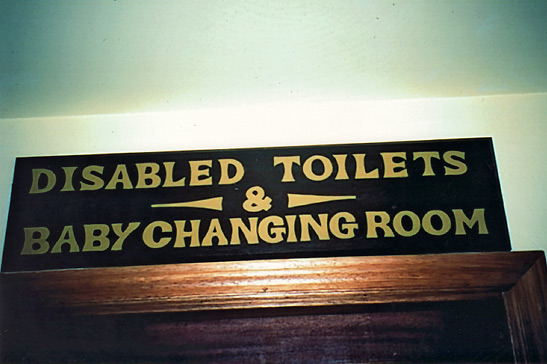 DISABLED TOILETS
&
BABY CHANGING ROOM